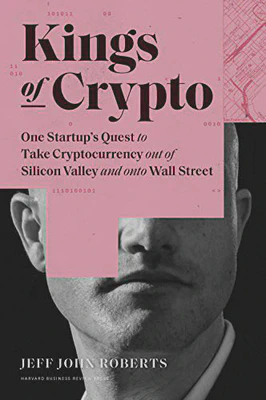 Kings
of Crypto
One Startup's Quest to
Take Cryptocurrency out of
Silicon Valley and onto Wall Street
JEFF JOHN ROBERTS
HARVARD BUSINESS REVIEW PRESS